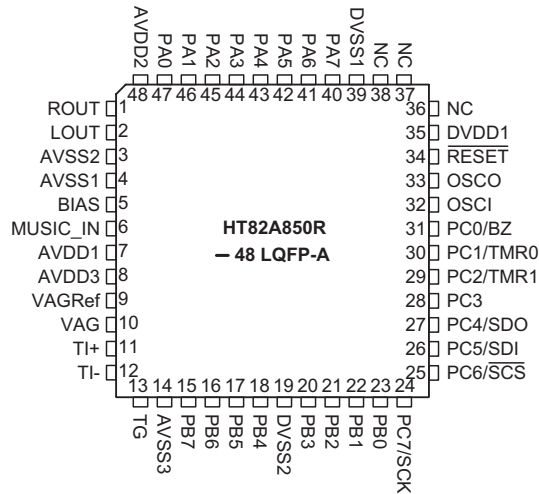 AVDD2
PA0
PA1
PA2
PA3
PA4
PA5
PA6
PA7
DVSS1
NC
NC
48 47 46 45 44 43 42 41 40 39 38 37
ROUT 1
LOUT 2
AVSS2 3
AVSS1 4
BIAS 5
MUSIC_IN 6
AVDD1 7
AVDD3 8
VAGRef 9
VAG 10
TI+ 11
TI- 12
HT82A850R
– 48 LQFP-A
36 NC
35 DVDD1
34 RESET
33 OSCO
32 OSCI
31 PC0/BZ
30 PC1/TMR0
29 PC2/TMR1
28 PC3
27 PC4/SDO
26 PC5/SDI
25 PC6/SCS
13 14 15 16 17 18 19 20 21 22 23 24
TG
AVSS3
PB7
PB6
PB5
PB4
DVSS2
PB3
PB2
PB1
PB0
PC7/SCK